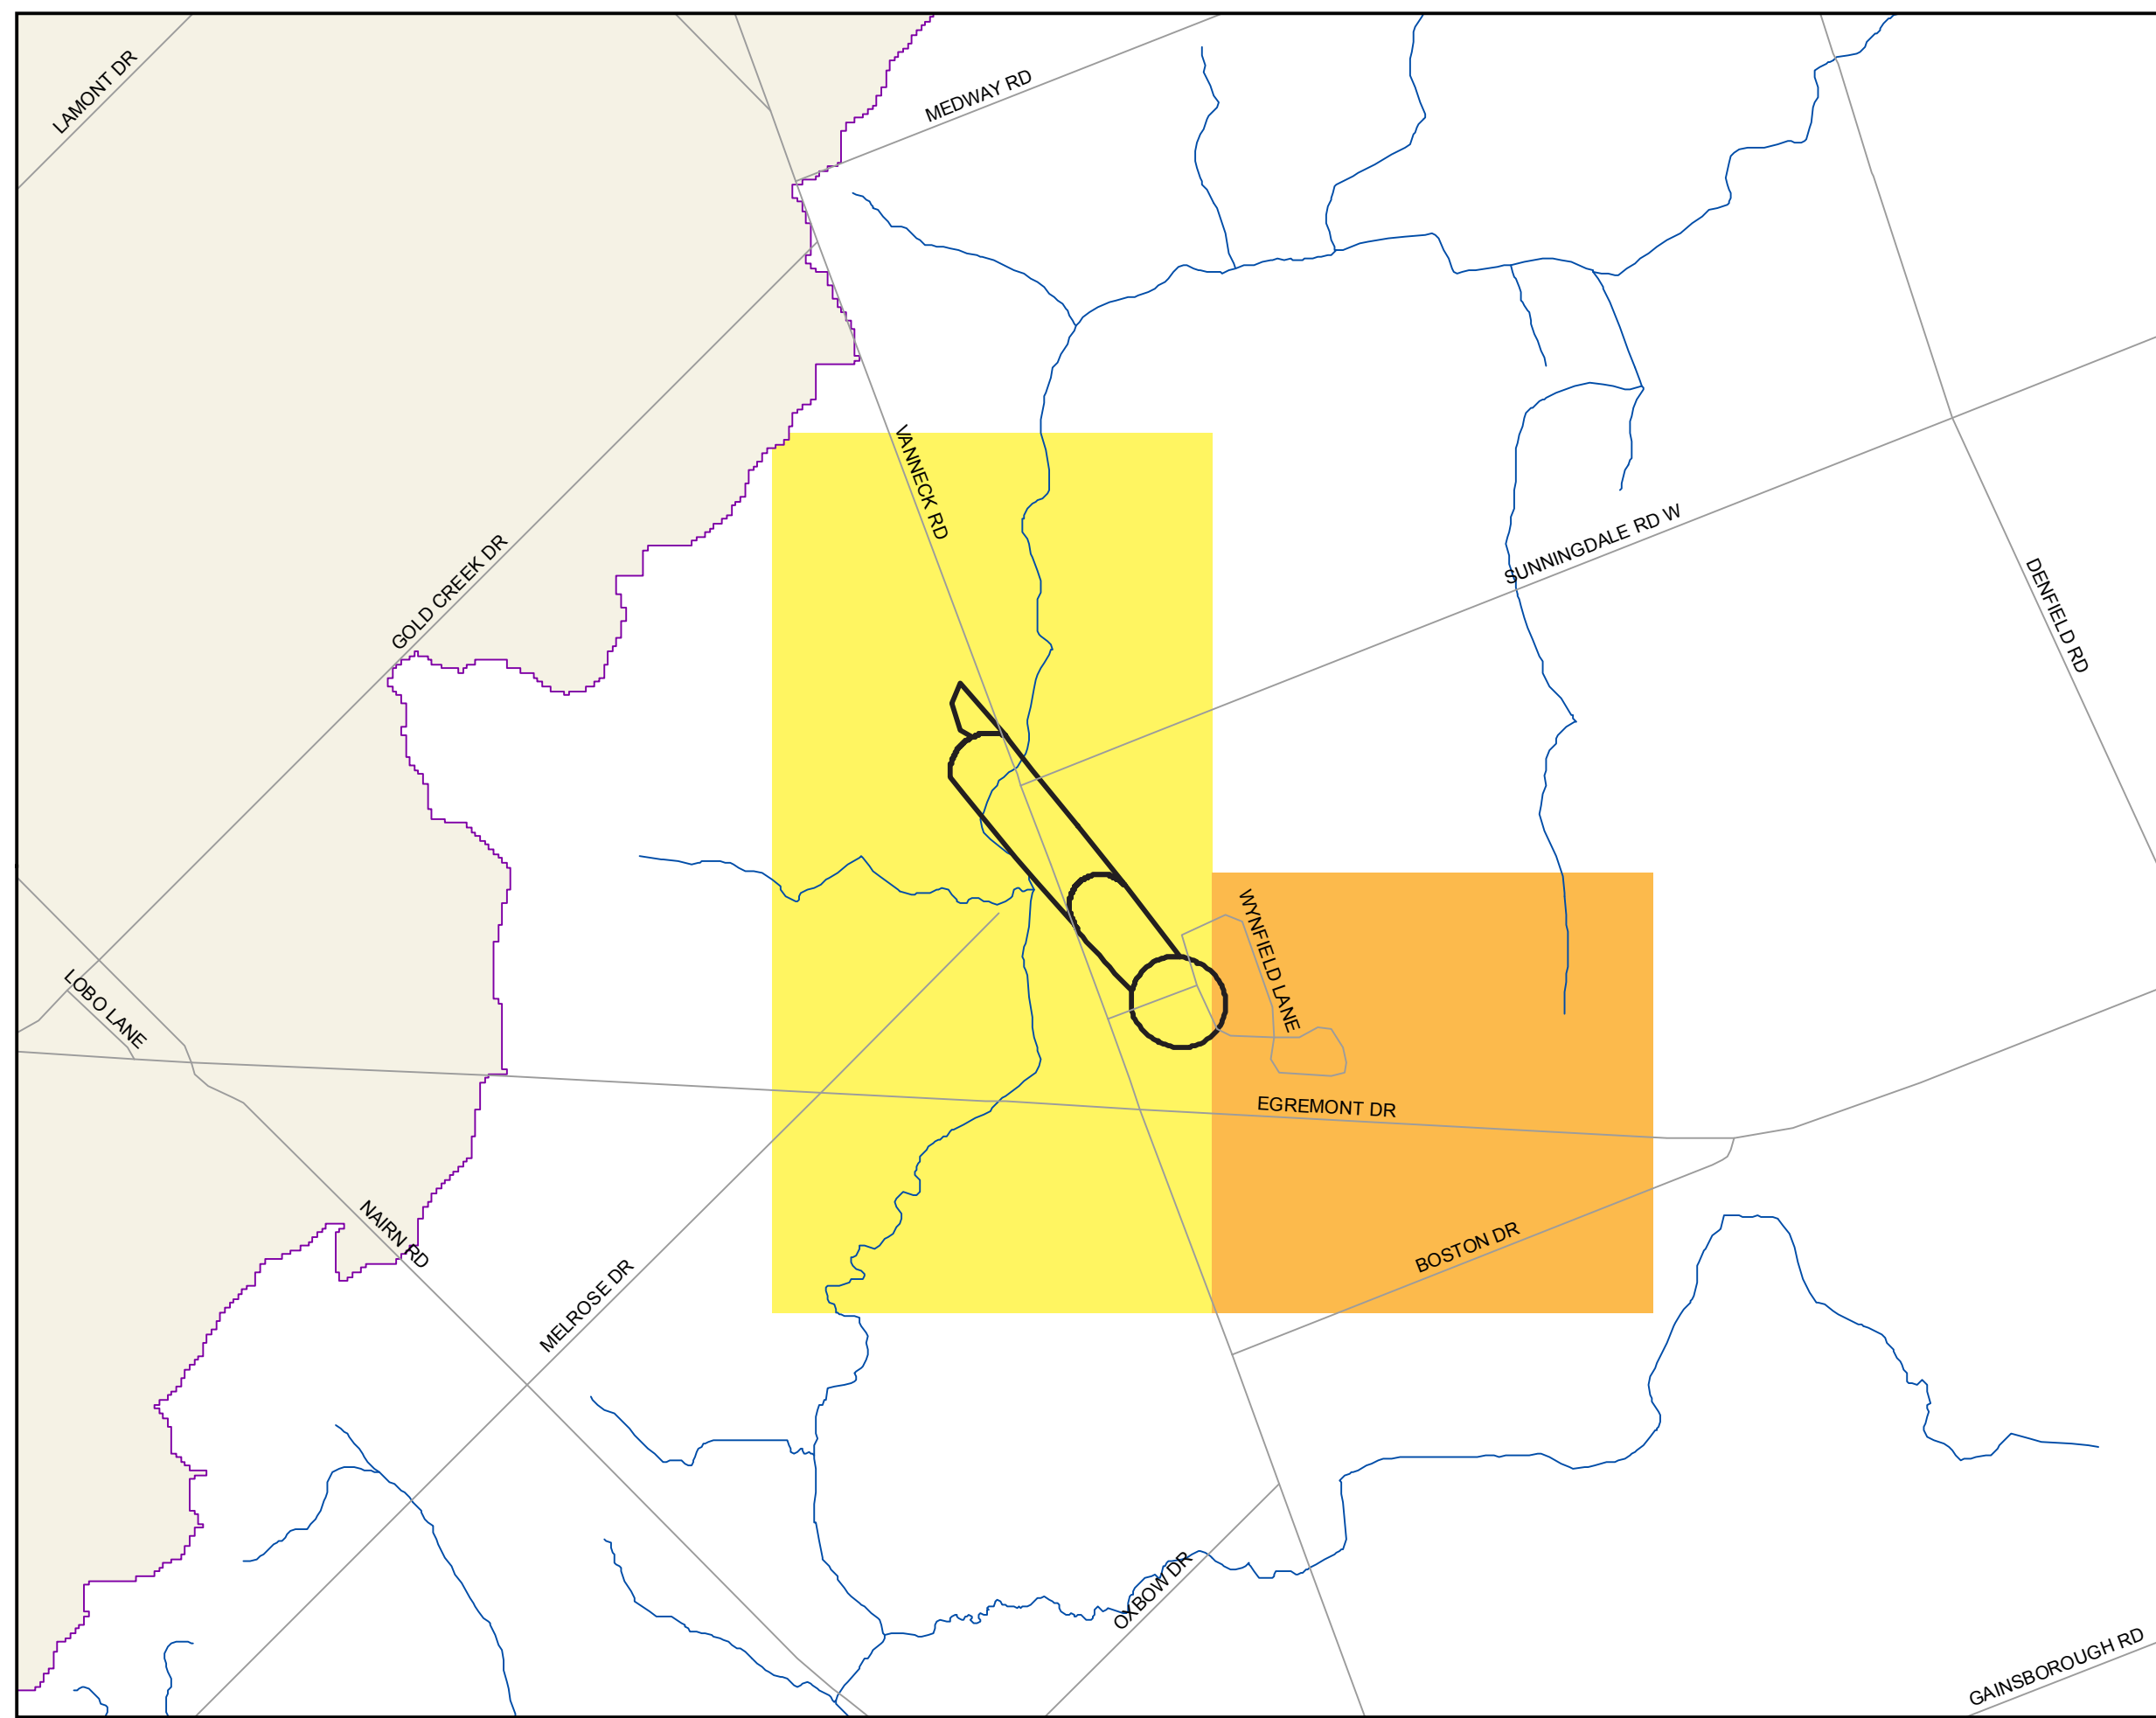 LAMONT DR
MEDWAY RD
VANNECK RD
GOLD CREEK DR
SUNNINGDALE RD W
DENFIELD RD
WYNFIELD LANE
LOBO LANE
EGREMONT DR
NAIRN RD
BOSTON DR
MELROSE DR
OXBOW DR
GAINSBOROUGH RD